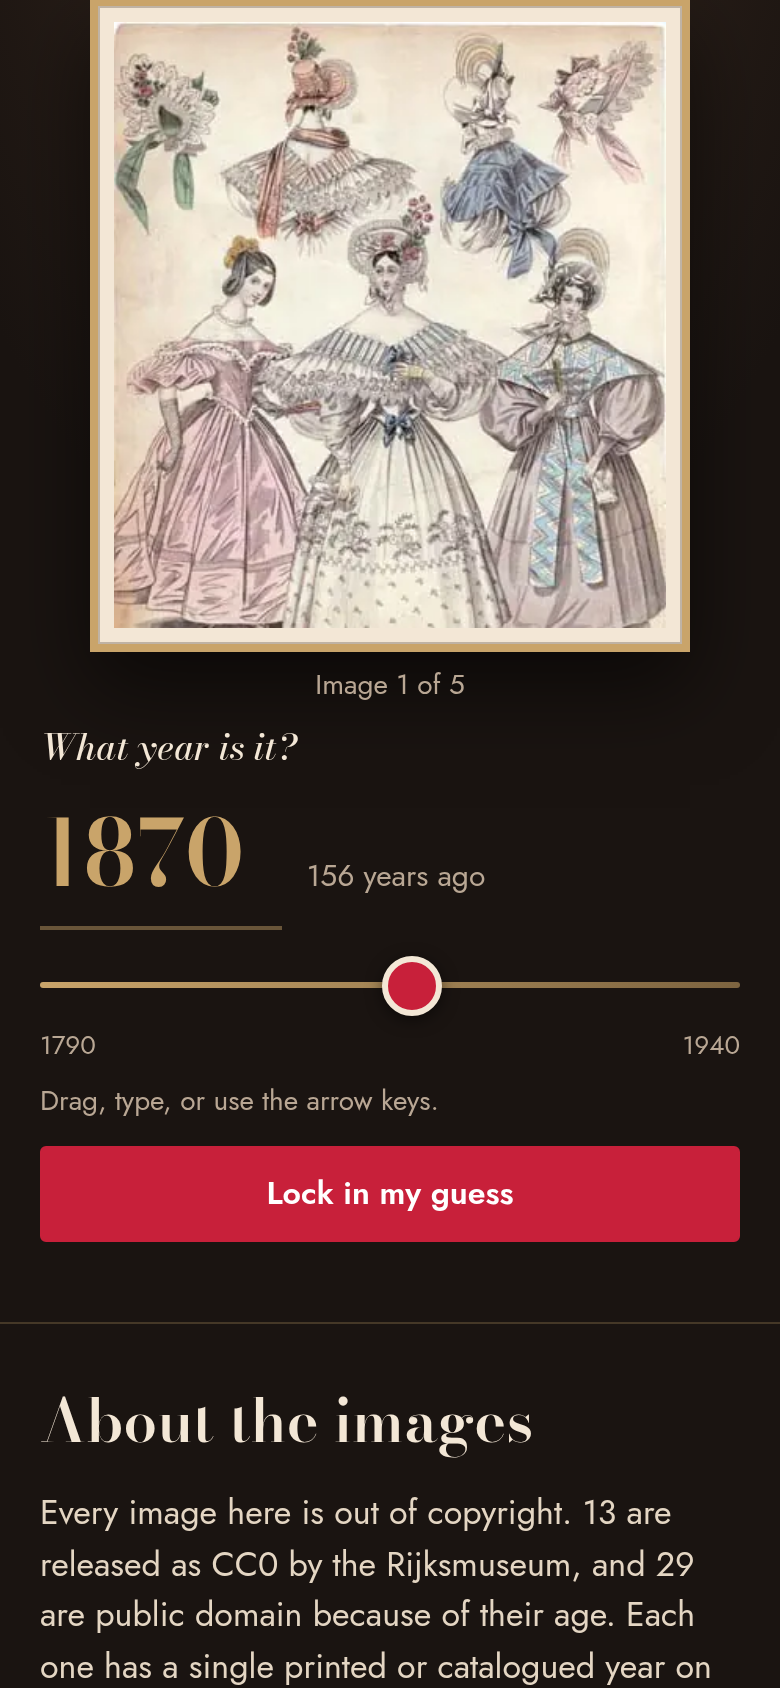 Image 1 of 5
What year is it?
1870
156 years ago
1790
1940
Drag, type, or use the arrow keys.
Lock in my guess
About the images
Every image here is out of copyright. 13 are
released as CC0 by the Rijksmuseum, and 29
are public domain because of their age. Each
one has a single printed or catalogued year on